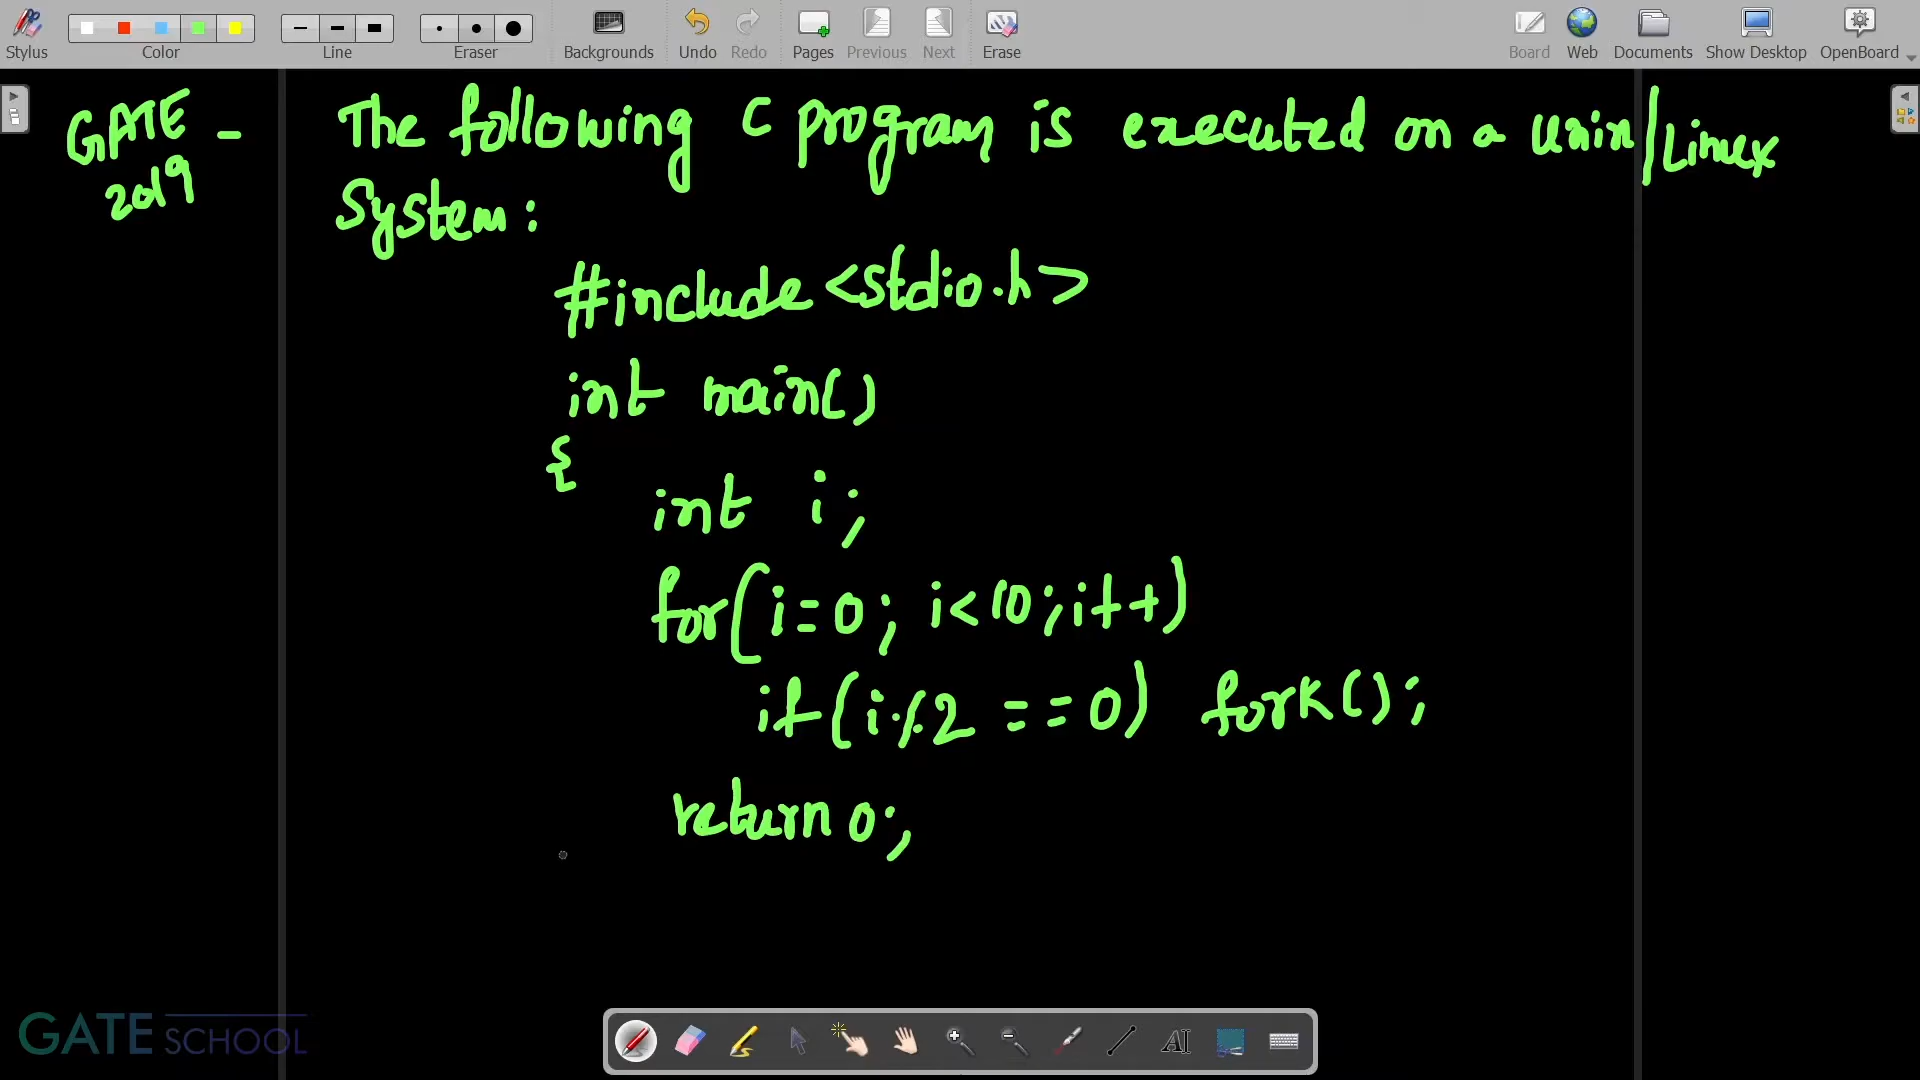 Stylus
Color
Line
Eraser
Backgrounds
Undo
Redo
Pages
Previous
Next
Erase
Board
Web
Documents
Show Desktop
OpenBoard
GATE - 2019
The following C program is executed on a Unix/Linux
System:
#include <stdio.h>
int main()
{
int i;
for(i=0; i<10; i++)
if(i%2 == 0) fork();
return 0;
GATE SCHOOL
AI